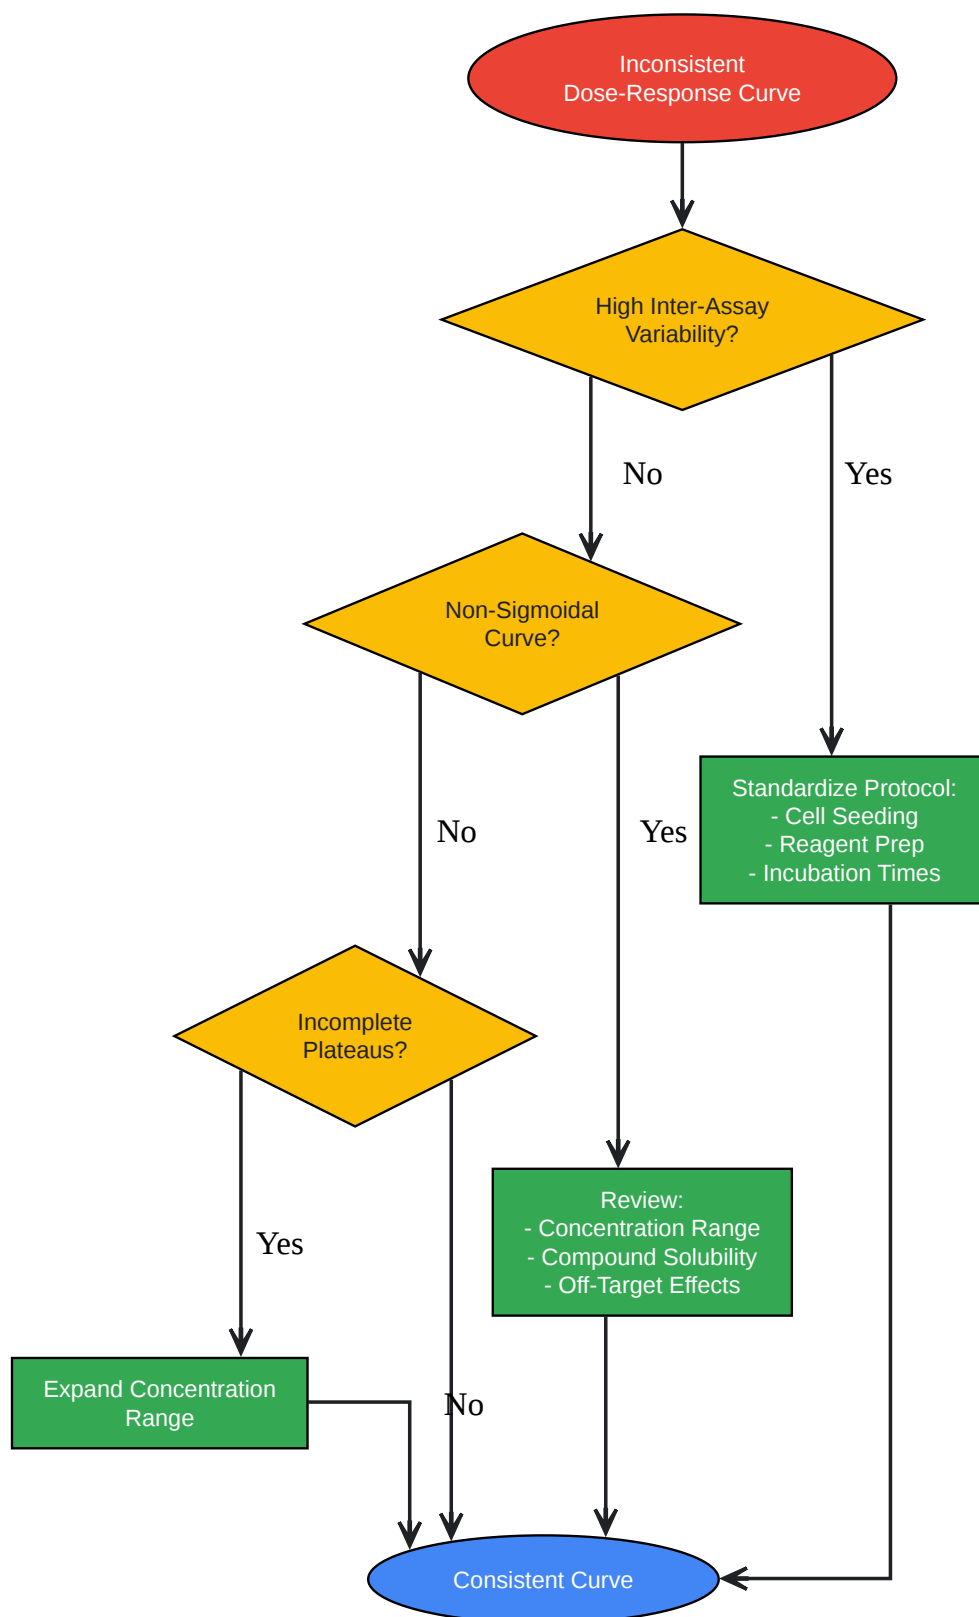 Inconsistent
Dose-Response Curve
High Inter-Assay
Variability?
No
Yes
Non-Sigmoidal
Curve?
Standardize Protocol:
- Cell Seeding
- Reagent Prep
- Incubation Times
No
Yes
Incomplete
Plateaus?
Review:
- Concentration Range
- Compound Solubility
- Off-Target Effects
Yes
Expand Concentration
Range
No
Consistent Curve